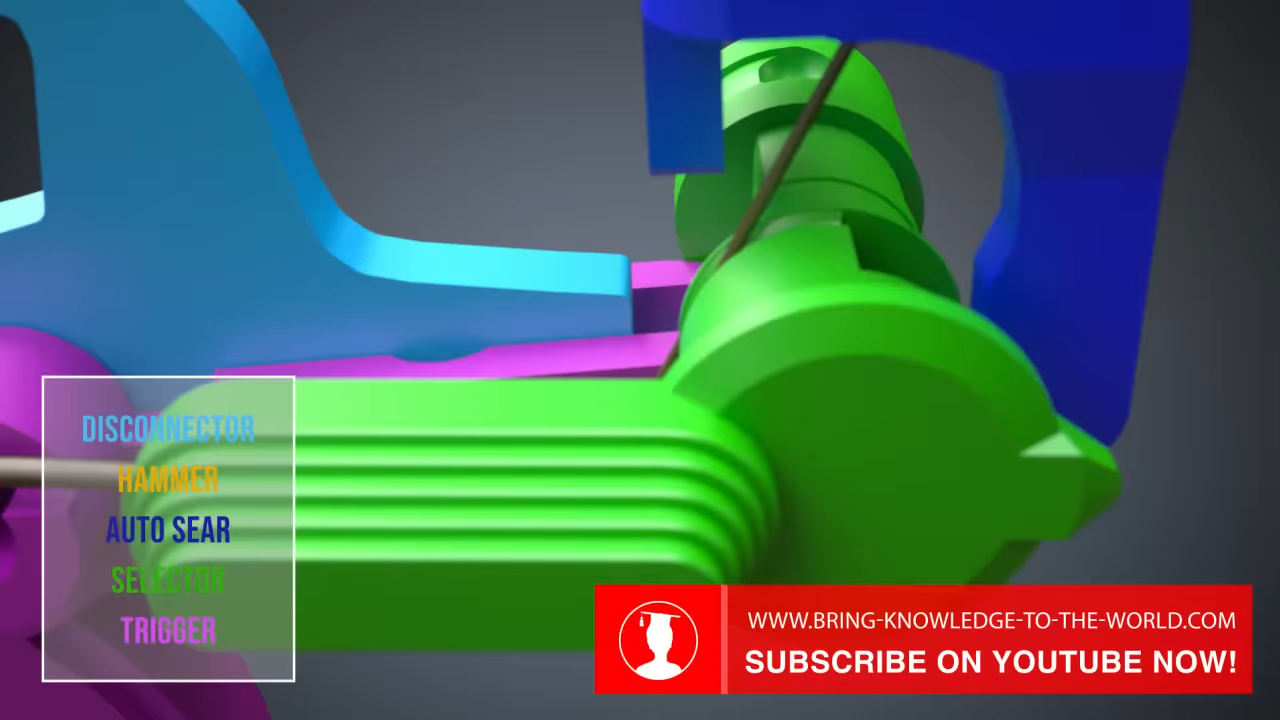 DISCONNECTOR
HAMMER
AUTO SEAR
SELECTOR
TRIGGER
WWW.BRING-KNOWLEDGE-TO-THE-WORLD.COM
SUBSCRIBE ON YOUTUBE NOW!